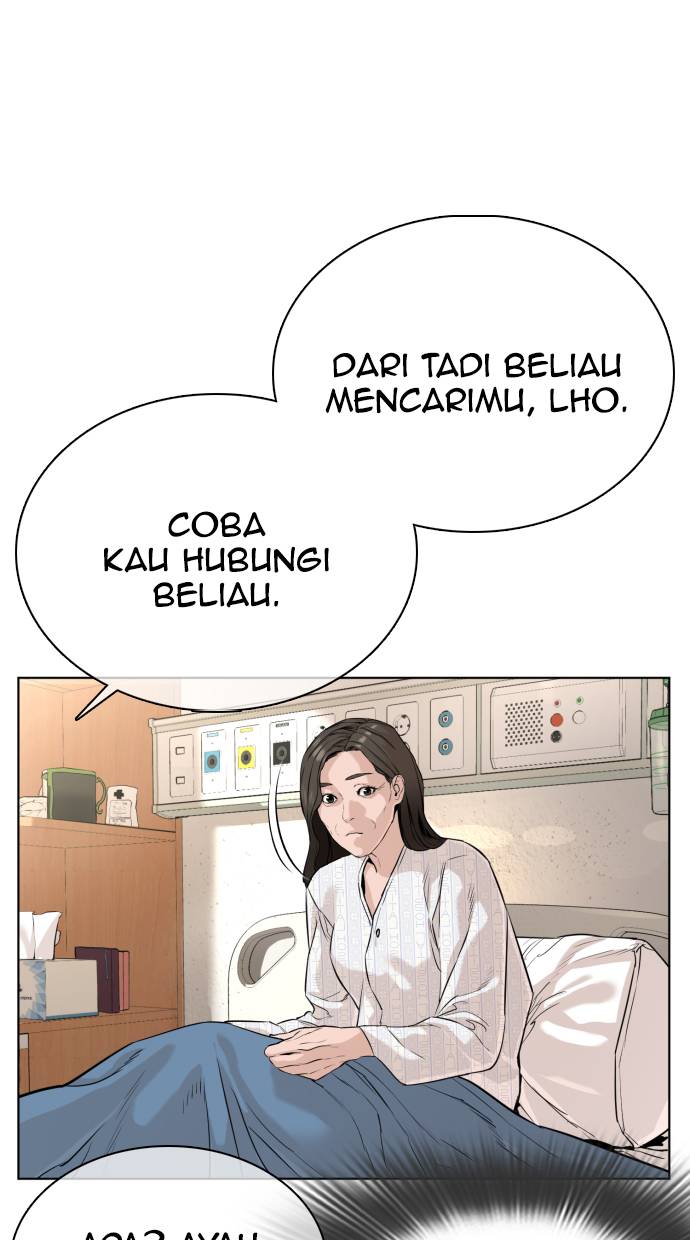 DARI TADI BELIAU
MENCARIMU, LHO.
COBA
KAU HUBUNGI
BELIAU.